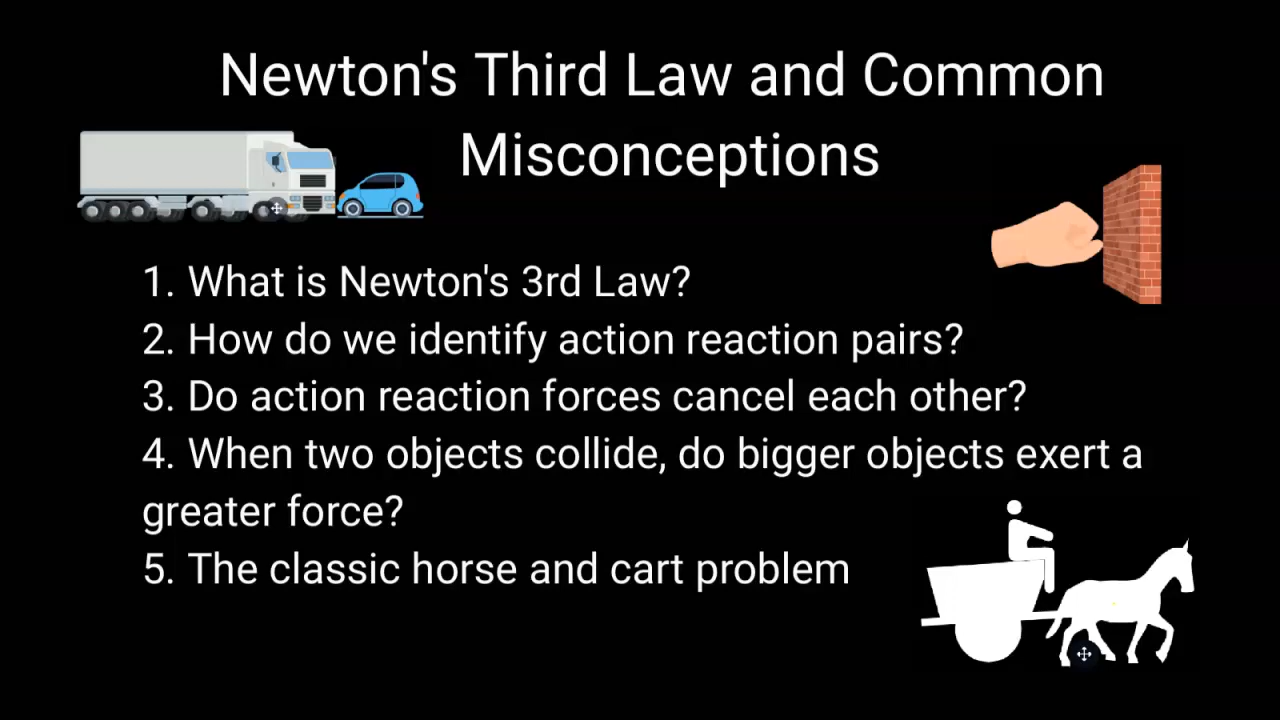 Newton's Third Law and Common
Misconceptions
1. What is Newton's 3rd Law?
2. How do we identify action reaction pairs?
3. Do action reaction forces cancel each other?
4. When two objects collide, do bigger objects exert a
greater force?
5. The classic horse and cart problem